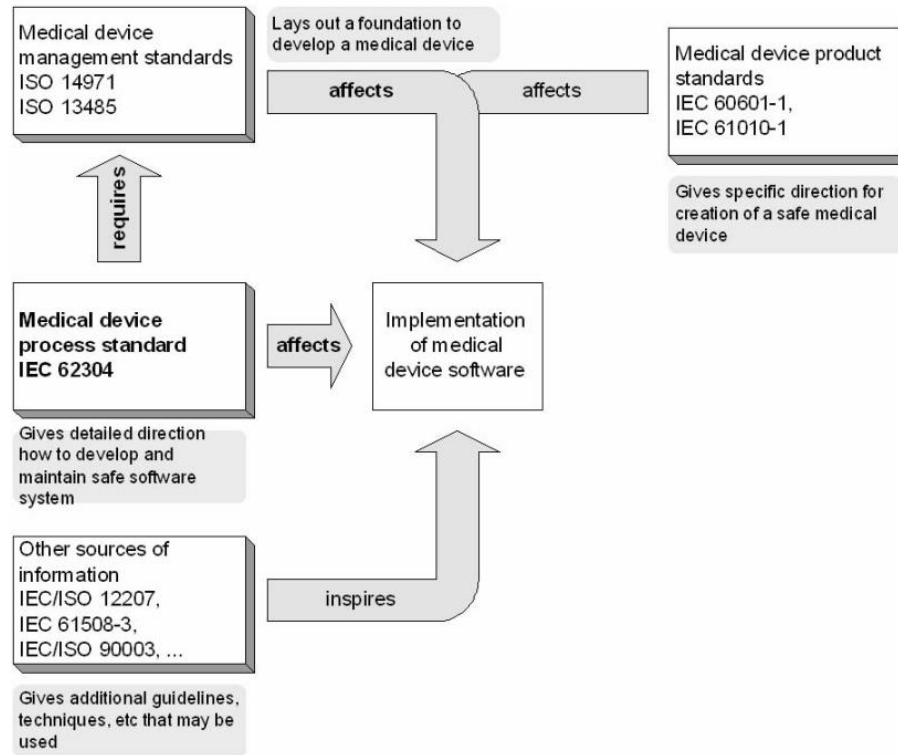 Medical device
management standards
ISO 14971
ISO 13485
Lays out a foundation to
develop a medical device
affects
affects
Medical device product
standards
IEC 60601-1,
IEC 61010-1
Gives specific direction for
creation of a safe medical
device
requires
Medical device
process standard
IEC 62304
affects
Implementation
of medical
device software
Gives detailed direction
how to develop and
maintain safe software
system
Other sources of
information
IEC/ISO 12207,
IEC 61508-3,
IEC/ISO 90003, ...
inspires
Gives additional guidelines,
techniques, etc that may be
used